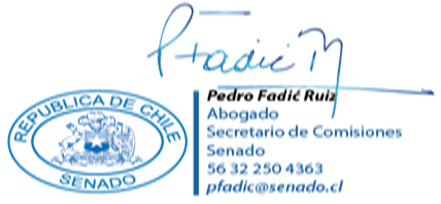 PFadić R
Pedro Fadić Ruiz
Abogado
Secretario de Comisiones
Senado
56 32 250 4363
pfadic@senado.cl
REPUBLICA DE CHILE
SENADO